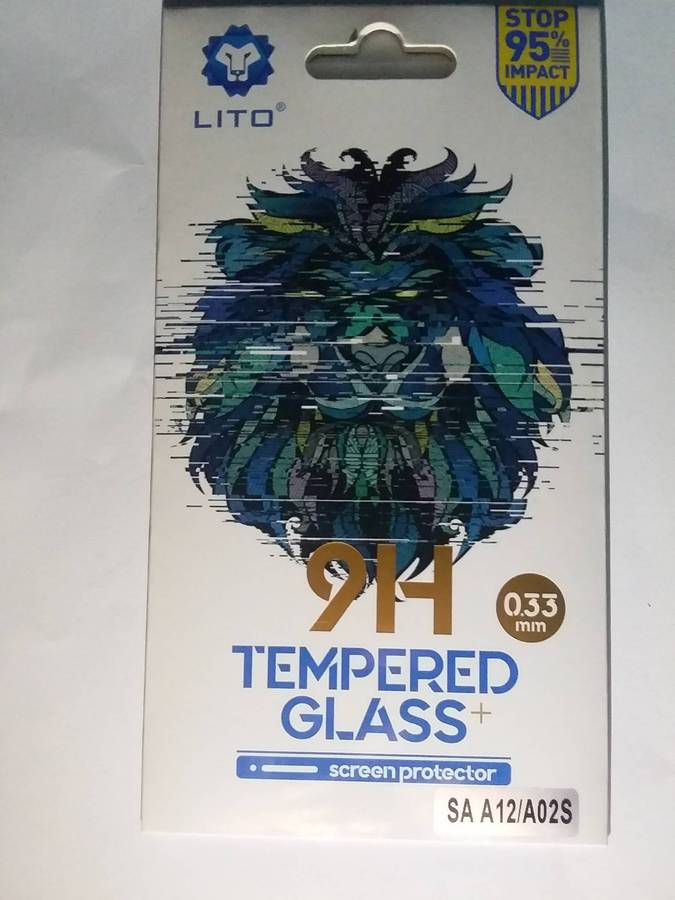 LITO®
STOP
95%
IMPACT
9H
0.33
mm
TEMPERED
GLASS+
screen protector
SA A12/A02S